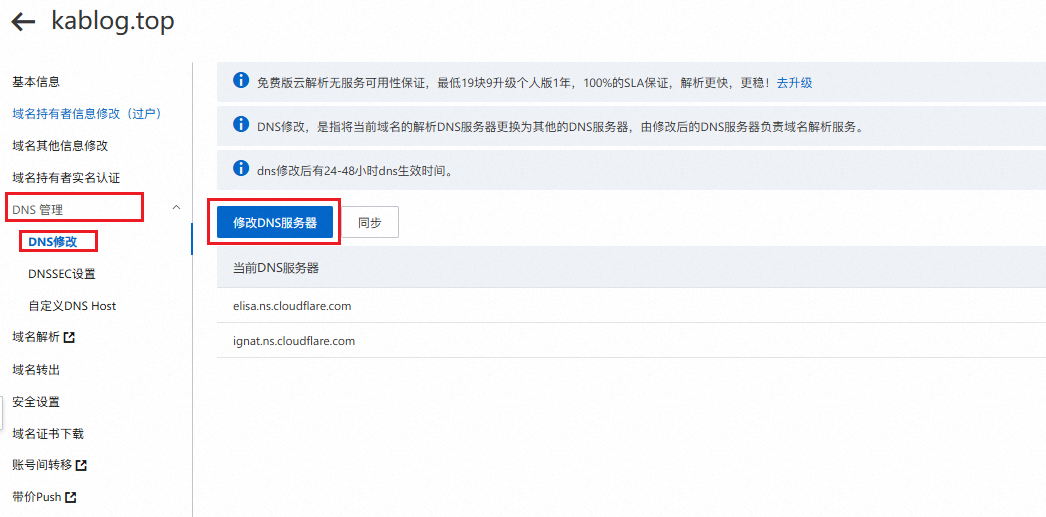 kablog.top
基本信息
域名持有者信息修改（过户）
域名其他信息修改
域名持有者实名认证
DNS 管理
DNS修改
DNSSEC设置
自定义DNS Host
域名解析
域名转出
安全设置
域名证书下载
账号间转移
带价Push
免费版云解析无服务可用性保证，最低19块9升级个人版1年，100%的SLA保证，解析更快，更稳！去升级
DNS修改，是指将当前域名的解析DNS服务器更换为其他的DNS服务器，由修改后的DNS服务器负责域名解析服务。
dns修改后有24-48小时dns生效时间。
修改DNS服务器
同步
当前DNS服务器
elisa.ns.cloudflare.com
ignat.ns.cloudflare.com